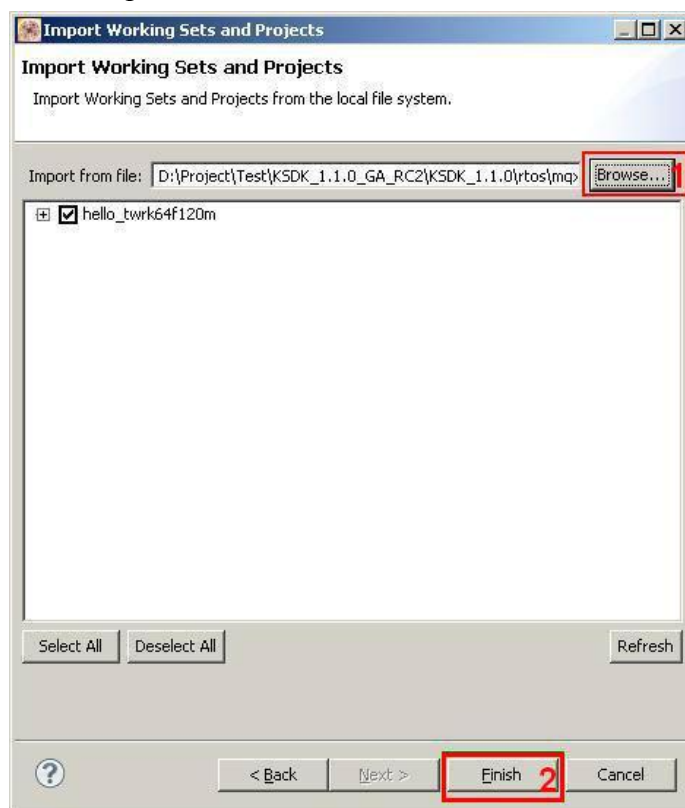 Import Working Sets and Projects
Import Working Sets and Projects
Import Working Sets and Projects from the local file system.
Import from file: D:\Project\Test\KSDK_1.1.0_GA_RC2\KSDK_1.1.0\rtos\mq Browse... 1
hello_twrk64f120m
Select All Deselect All Refresh
? < Back Next > Finish 2 Cancel